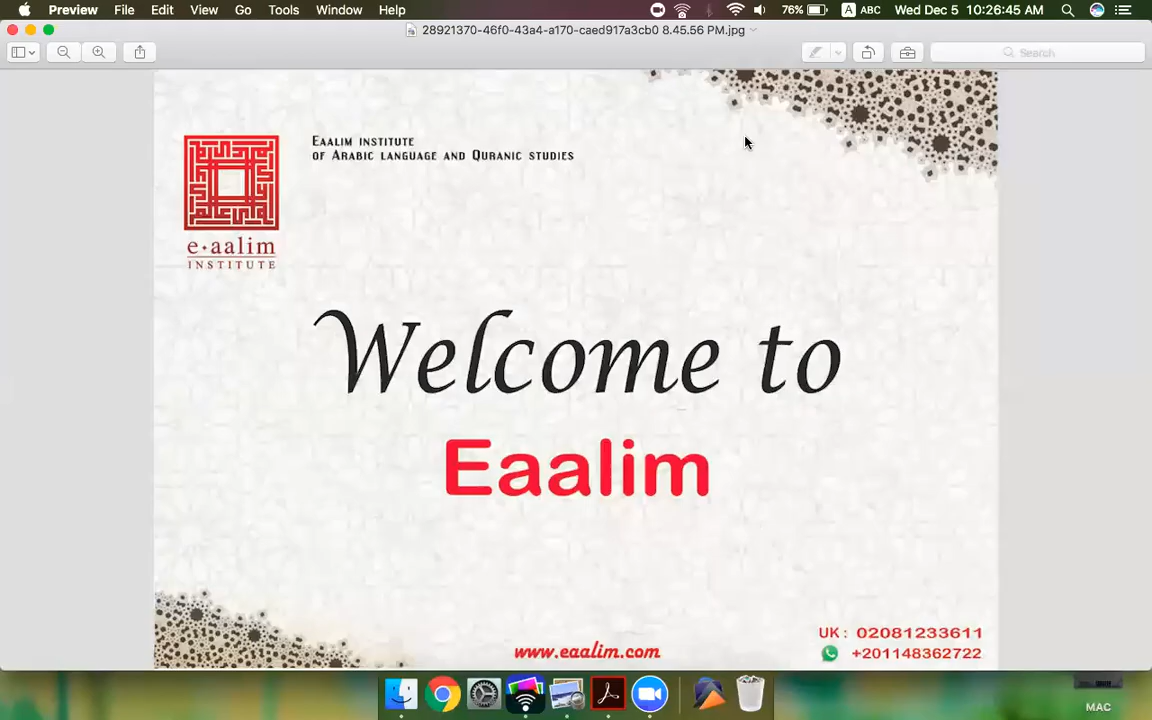 Preview File Edit View Go Tools Window Help 76% A ABC Wed Dec 5 10:26:45 AM
28921370-46f0-43a4-a170-caed917a3cb0 8.45.56 PM.jpg
Search
EAALIM INSTITUTE
OF ARABIC LANGUAGE AND QURANIC STUDIES
e·aalim
INSTITUTE
Welcome to
Eaalim
www.eaalim.com
UK : 02081233611
+201148362722
MAC